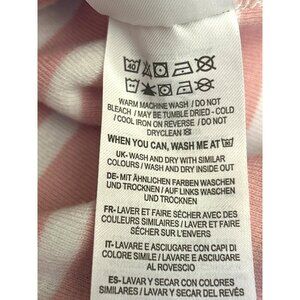 40
WARM MACHINE WASH / DO NOT
BLEACH / MAY BE TUMBLE DRIED - COLD
/ COOL IRON ON REVERSE / DO NOT
DRYCLEAN
WHEN YOU CAN, WASH ME AT
UK- WASH AND DRY WITH SIMILAR
COLOURS / WASH AND DRY INSIDE OUT
DE- MIT ÄHNLICHEN FARBEN WASCHEN
UND TROCKNEN / AUF LINKS WASCHEN
UND TROCKNEN
FR- LAVER ET FAIRE SÉCHER AVEC DES
COULEURS SIMILAIRES / LAVER ET FAIRE
SÉCHER SUR L'ENVERS
IT- LAVARE E ASCIUGARE CON CAPI DI
COLORE SIMILE / LAVARE ED ASCIUGARE
AL ROVESCIO
ES- LAVAR Y SECAR CON COLORES
SIMILARES / LAVAR Y SECAR DEL REVÉS